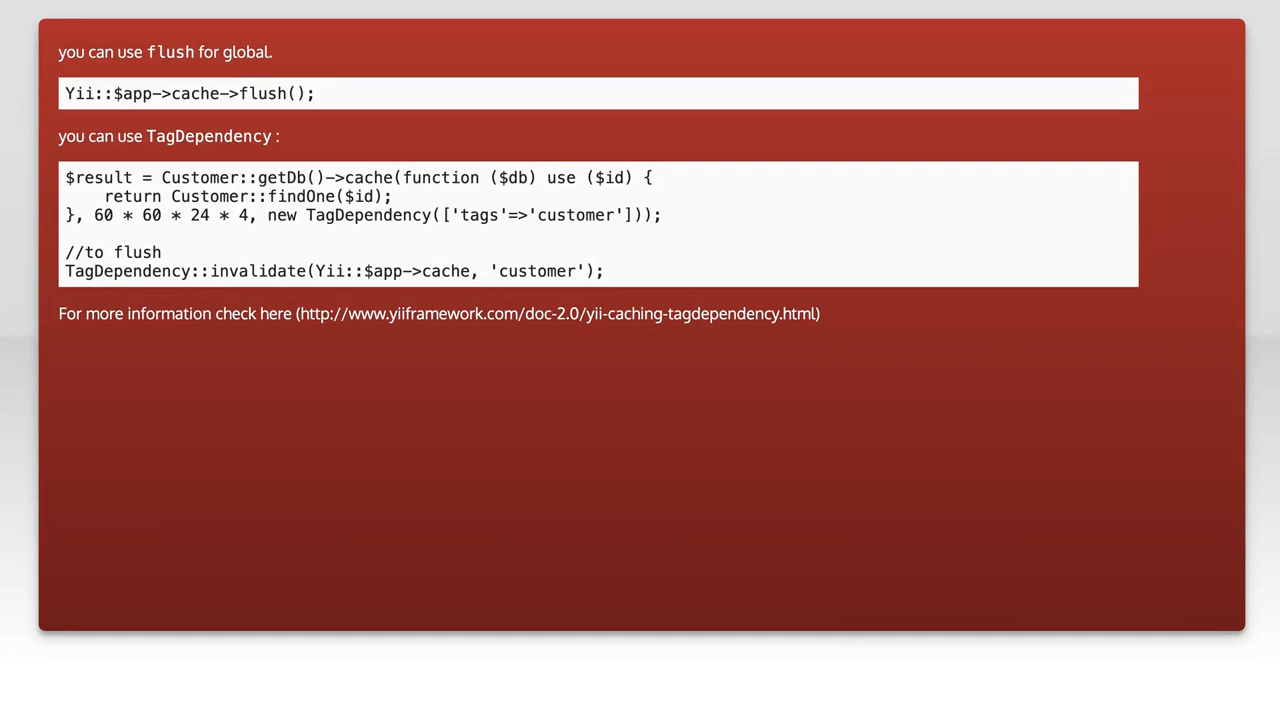 you can use flush for global.
Yii::$app->cache->flush();
you can use TagDependency :
$result = Customer::getDb()->cache(function ($db) use ($id) {
    return Customer::findOne($id);
}, 60 * 60 * 24 * 4, new TagDependency(['tags'=>'customer']));

//to flush
TagDependency::invalidate(Yii::$app->cache, 'customer');
For more information check here (http://www.yiiframework.com/doc-2.0/yii-caching-tagdependency.html)